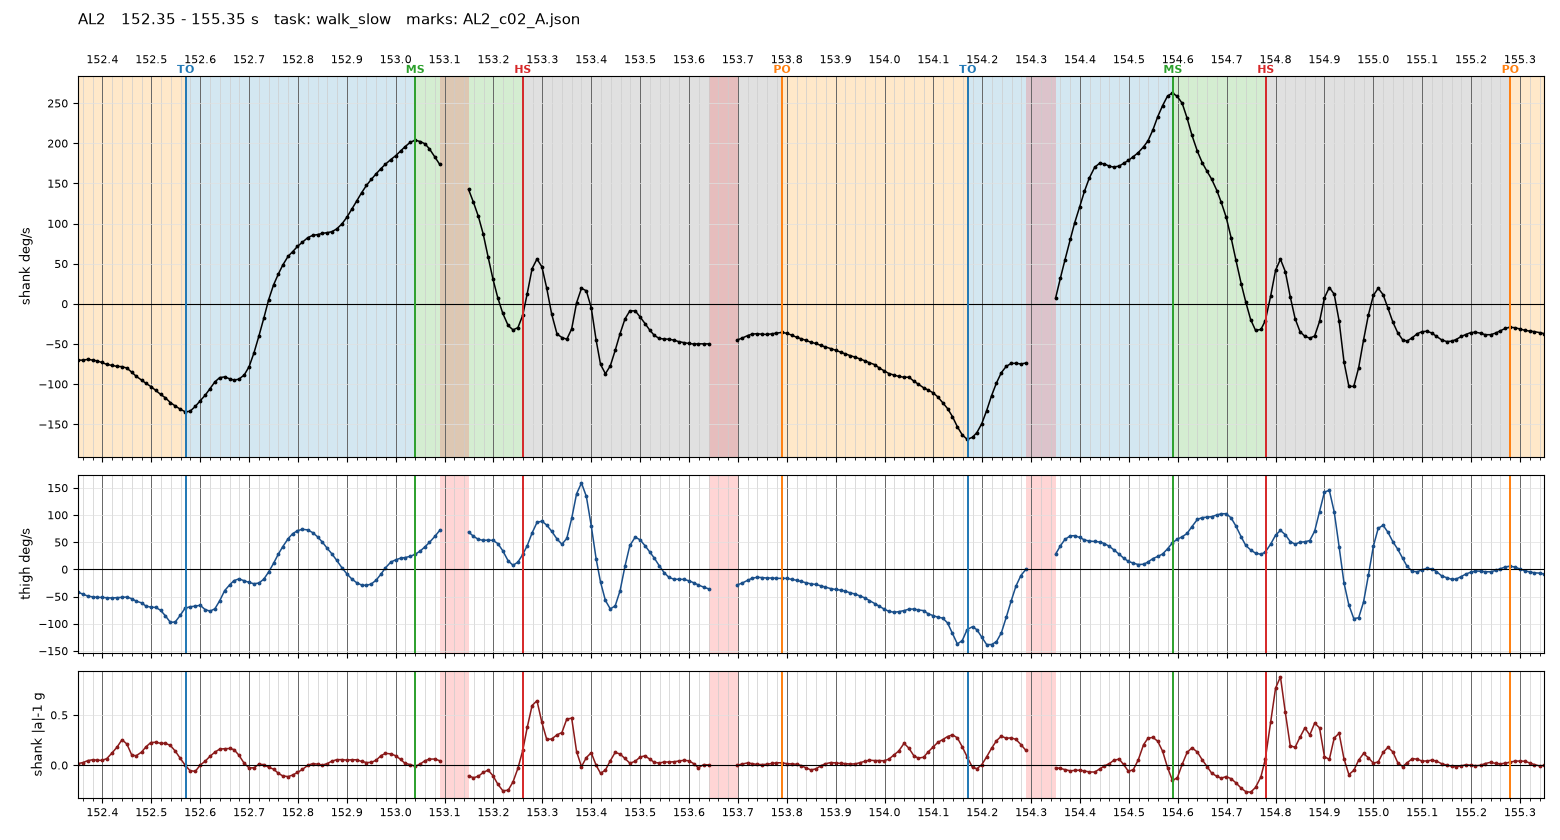 AL2   152.35 - 155.35 s   task: walk_slow   marks: AL2_c02_A.json
152.4 152.5 152.6 152.7 152.8 152.9 153.0 153.1 153.2 153.3 153.4 153.5 153.6 153.7 153.8 153.9 154.0 154.1 154.2 154.3 154.4 154.5 154.6 154.7 154.8 154.9 155.0 155.1 155.2 155.3
TO MS HS PO TO MS HS PO
250
200
150
100
50
0
−50
−100
−150
shank deg/s
150
100
50
0
−50
−100
−150
thigh deg/s
0.5
0.0
shank |a|-1 g
152.4 152.5 152.6 152.7 152.8 152.9 153.0 153.1 153.2 153.3 153.4 153.5 153.6 153.7 153.8 153.9 154.0 154.1 154.2 154.3 154.4 154.5 154.6 154.7 154.8 154.9 155.0 155.1 155.2 155.3